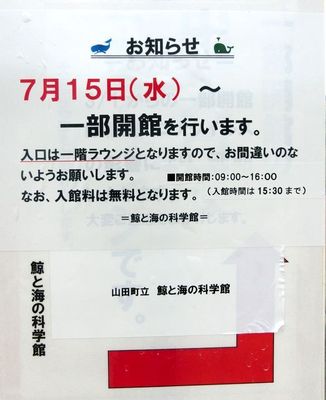 お知らせ
7月15日(水) ～
一部開館を行います。
入口は一階ラウンジとなりますので、お間違いのな
いようお願いします。 ■開館時間:09:00～16:00
なお、入館料は無料となります。 (入館時間は 15:30 まで)
＝鯨と海の科学館＝
山田町立 鯨と海の科学館
鯨と海の科学館